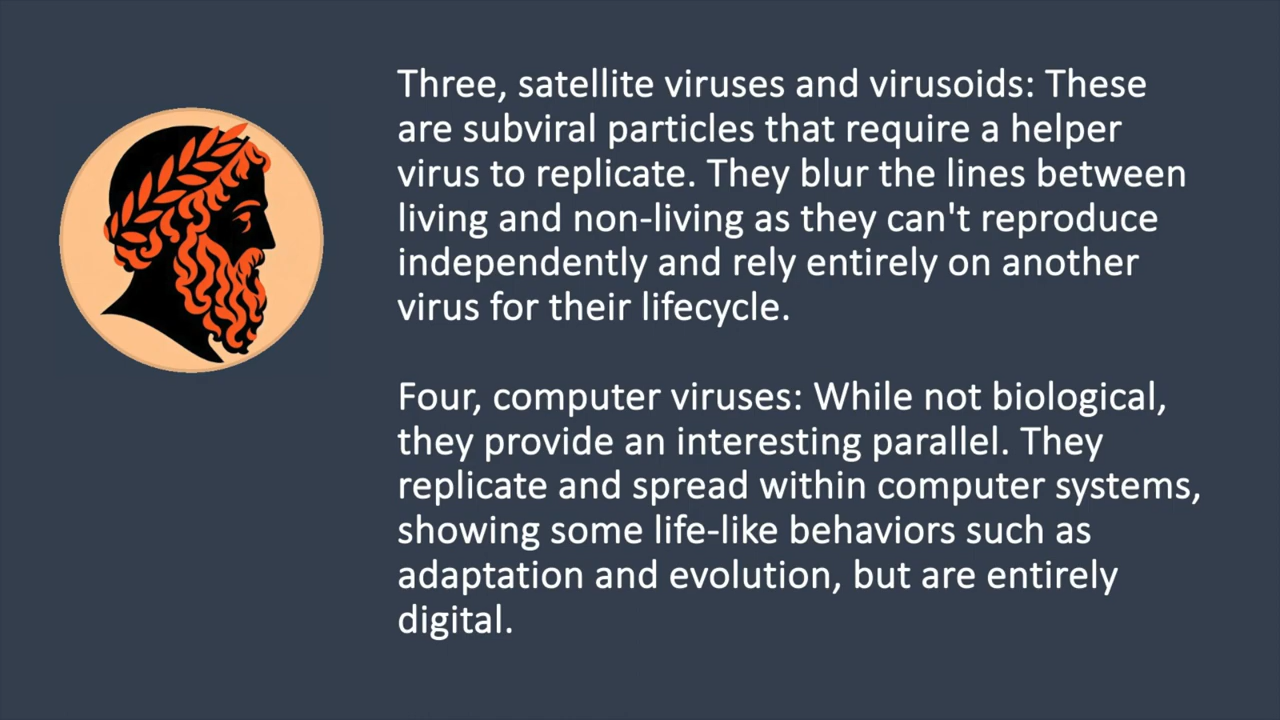 Three, satellite viruses and virusoids: These
are subviral particles that require a helper
virus to replicate. They blur the lines between
living and non-living as they can't reproduce
independently and rely entirely on another
virus for their lifecycle.
Four, computer viruses: While not biological,
they provide an interesting parallel. They
replicate and spread within computer systems,
showing some life-like behaviors such as
adaptation and evolution, but are entirely
digital.